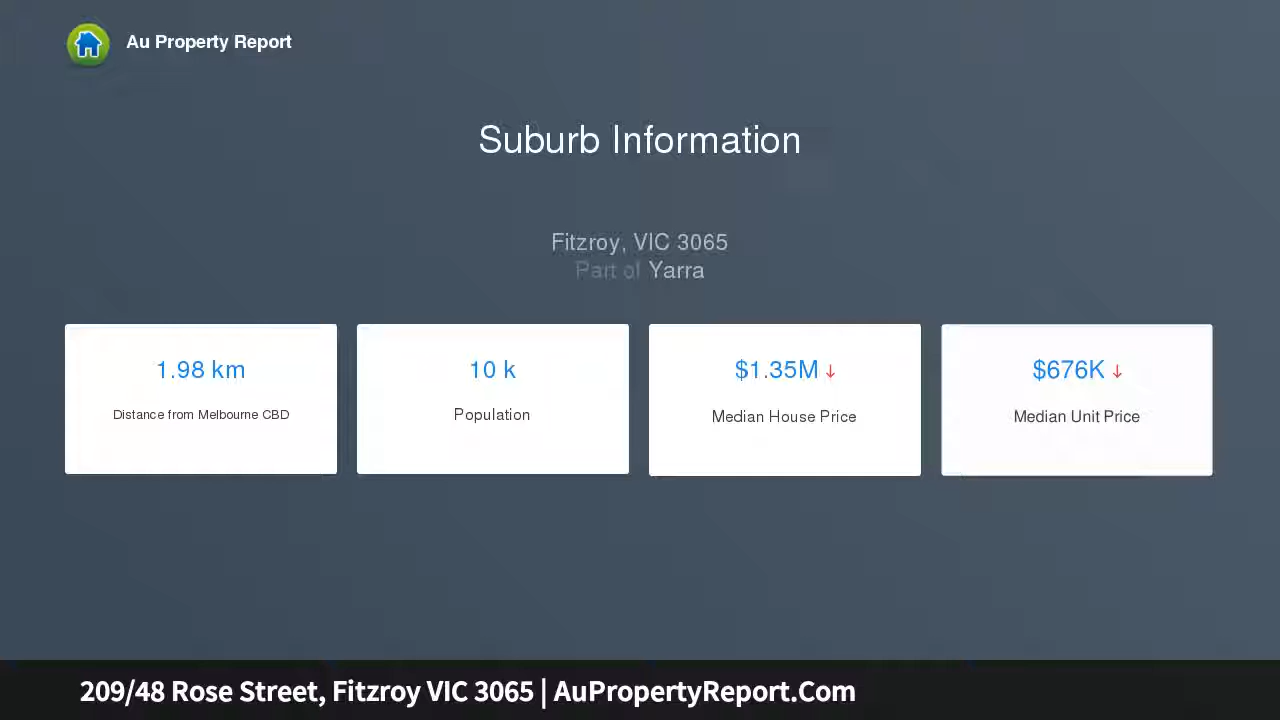 Au Property Report
Suburb Information
Fitzroy, VIC 3065
Part of Yarra
1.98 km
Distance from Melbourne CBD
10 k
Population
$1.35M ↓
Median House Price
$676K ↓
Median Unit Price
209/48 Rose Street, Fitzroy VIC 3065 | AuPropertyReport.Com